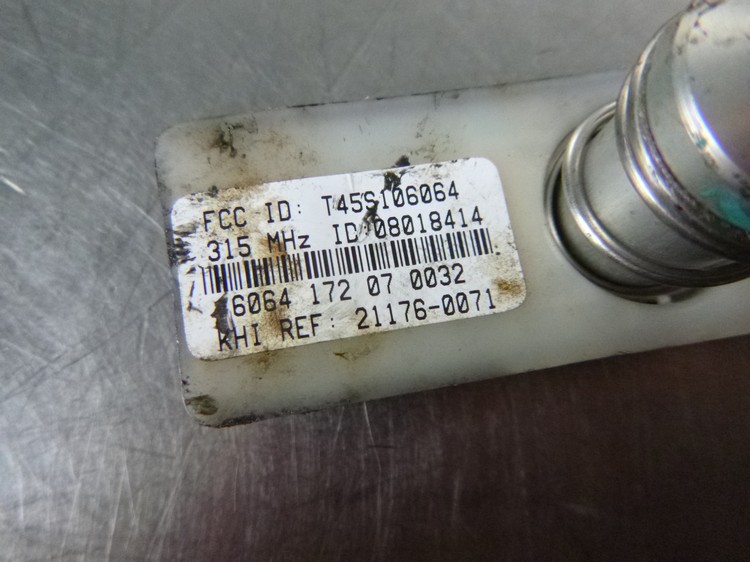 FCC ID: T45S106064
315 MHz ID 08018414
6064 172 07 0032
KHI REF: 21176-0071